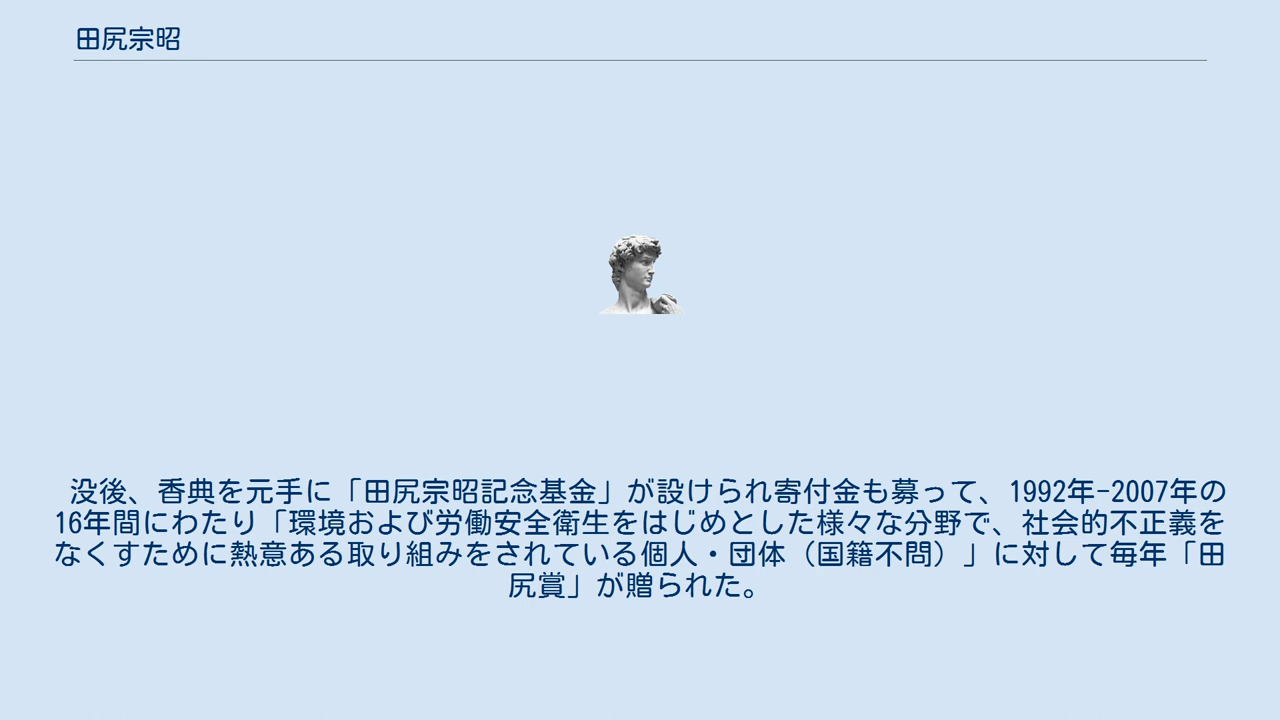 田尻宗昭
没後、香典を元手に「田尻宗昭記念基金」が設けられ寄付金も募って、1992年-2007年の
16年間にわたり「環境および労働安全衛生をはじめとした様々な分野で、社会的不正義を
なくすために熱意ある取り組みをされている個人・団体（国籍不問）」に対して毎年「田
尻賞」が贈られた。